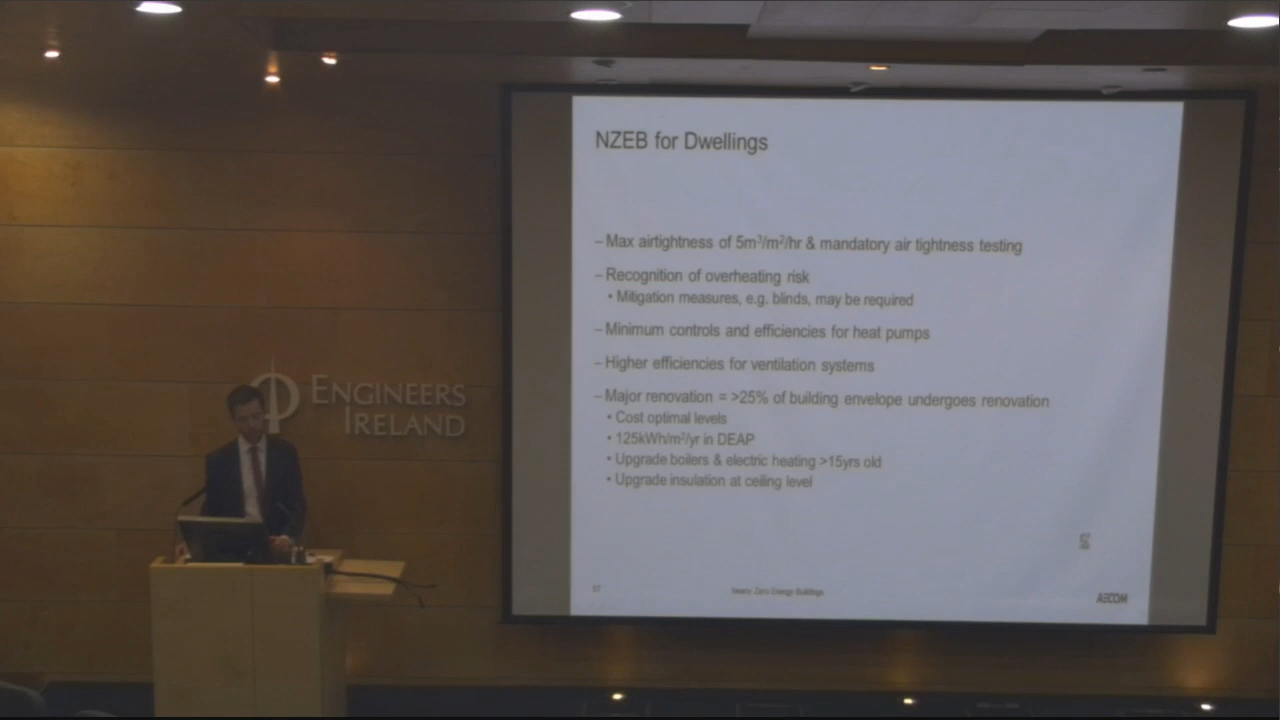 NZEB for Dwellings
– Max airtightness of 5m³/m²/hr & mandatory air tightness testing
– Recognition of overheating risk
• Mitigation measures, e.g. blinds, may be required
– Minimum controls and efficiencies for heat pumps
– Higher efficiencies for ventilation systems
– Major renovation = >25% of building envelope undergoes renovation
• Cost optimal levels
• 125kWh/m²/yr in DEAP
• Upgrade boilers & electric heating >15yrs old
• Upgrade insulation at ceiling level
Nearly Zero Energy Buildings
AECOM
ENGINEERS
IRELAND